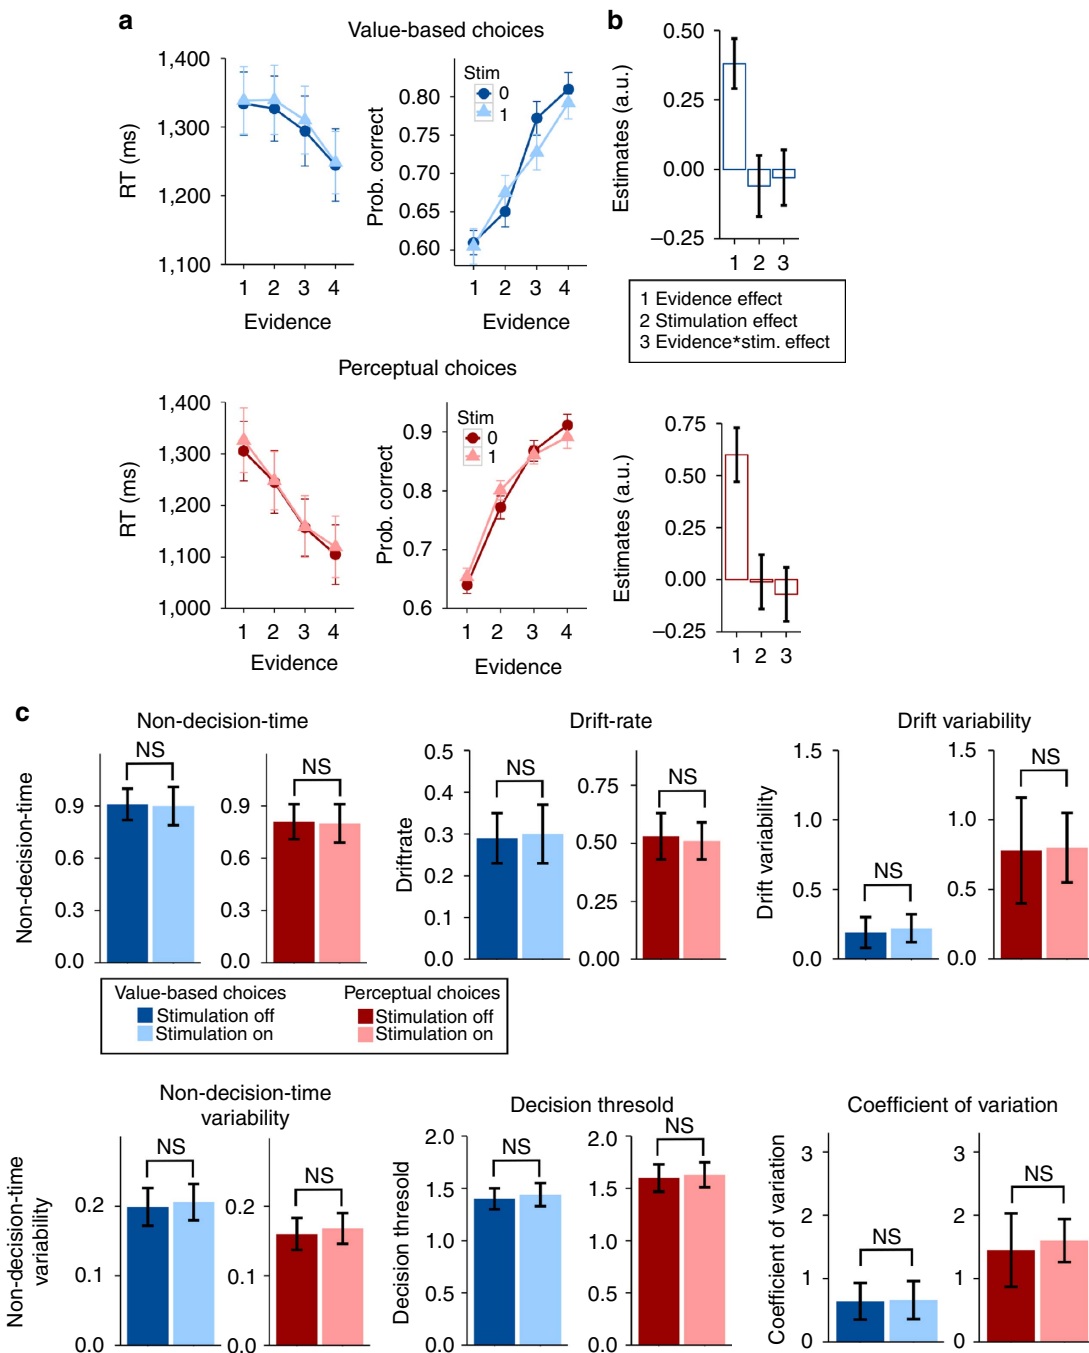 a
Value-based choices
b
1,400
1,300
1,200
1,100
RT (ms)
1 2 3 4
Evidence
0.80
0.75
0.70
0.65
0.60
Prob. correct
Stim
0
1
1 2 3 4
Evidence
0.50
0.25
0.00
−0.25
Estimates (a.u.)
1 2 3
1 Evidence effect
2 Stimulation effect
3 Evidence*stim. effect
Perceptual choices
1,400
1,300
1,200
1,100
1,000
RT (ms)
1 2 3 4
Evidence
0.9
0.8
0.7
0.6
Prob. correct
Stim
0
1
1 2 3 4
Evidence
0.75
0.50
0.25
0.00
−0.25
Estimates (a.u.)
1 2 3
c
Non-decision-time
Non-decision-time
0.9
0.6
0.3
0.0
NS
0.9
0.6
0.3
0.0
NS
Drift-rate
Driftrate
0.5
0.4
0.3
0.2
0.1
0.0
NS
0.75
0.50
0.25
0.00
NS
Drift variability
Drift variability
1.5
1.0
0.5
0.0
NS
1.5
1.0
0.5
0.0
NS
Value-based choices
Stimulation off
Stimulation on
Perceptual choices
Stimulation off
Stimulation on
Non-decision-time
variability
Non-decision-time
variability
0.2
0.1
0.0
NS
0.2
0.1
0.0
NS
Decision thresold
Decision thresold
2.0
1.5
1.0
0.5
0.0
NS
2.0
1.5
1.0
0.5
0.0
NS
Coefficient of variation
Coefficient of variation
3
2
1
0
NS
3
2
1
0
NS